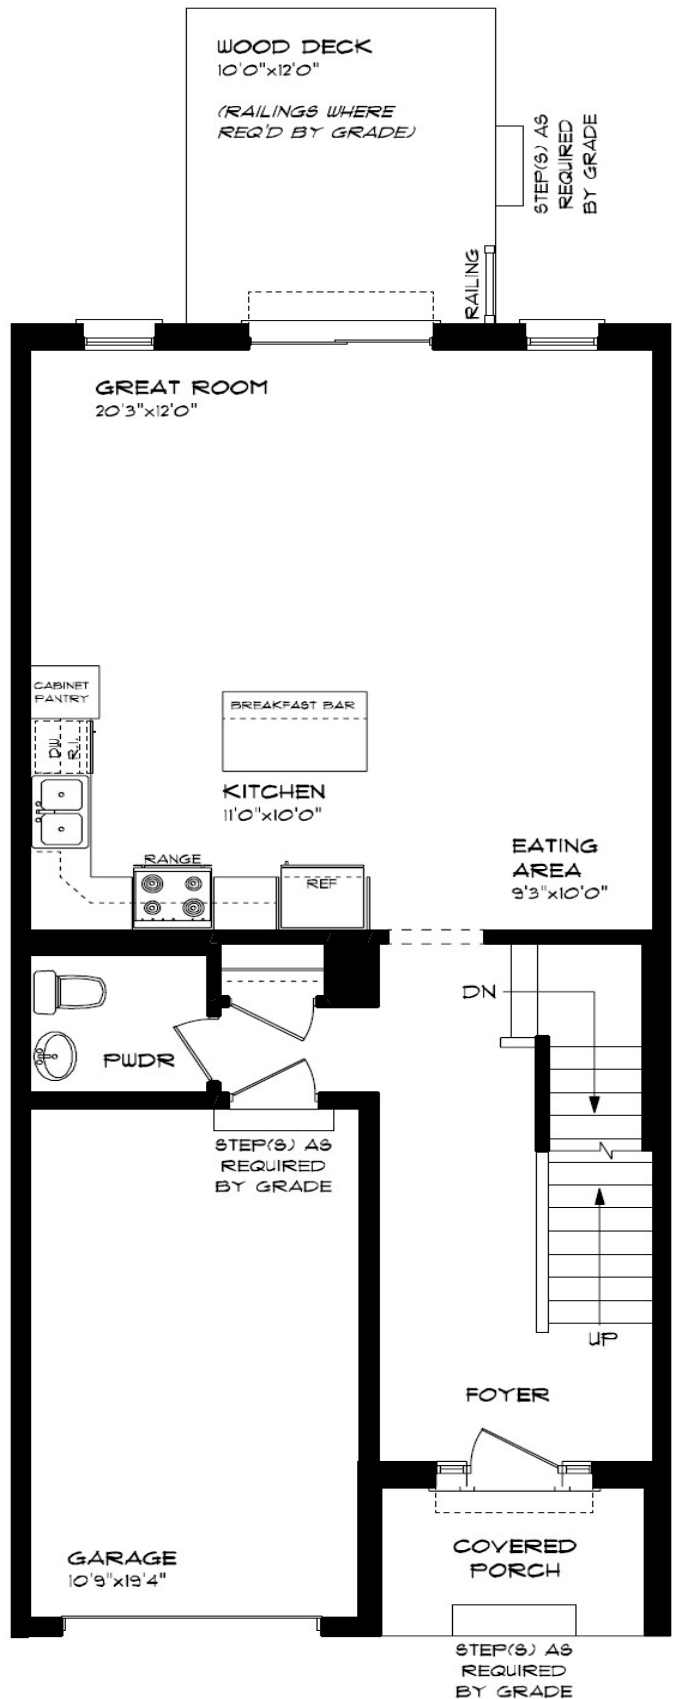 WOOD DECK
10'0"x12'0"
(RAILINGS WHERE
REQ'D BY GRADE)
STEP(S) AS
REQUIRED
BY GRADE
RAILING
GREAT ROOM
20'3"x12'0"
CABINET
PANTRY
D.W.
R.I.
BREAKFAST BAR
KITCHEN
11'0"x10'0"
EATING
AREA
9'3"x10'0"
RANGE
REF
DN
PWDR
STEP(S) AS
REQUIRED
BY GRADE
UP
FOYER
GARAGE
10'9"x19'4"
COVERED
PORCH
STEP(S) AS
REQUIRED
BY GRADE